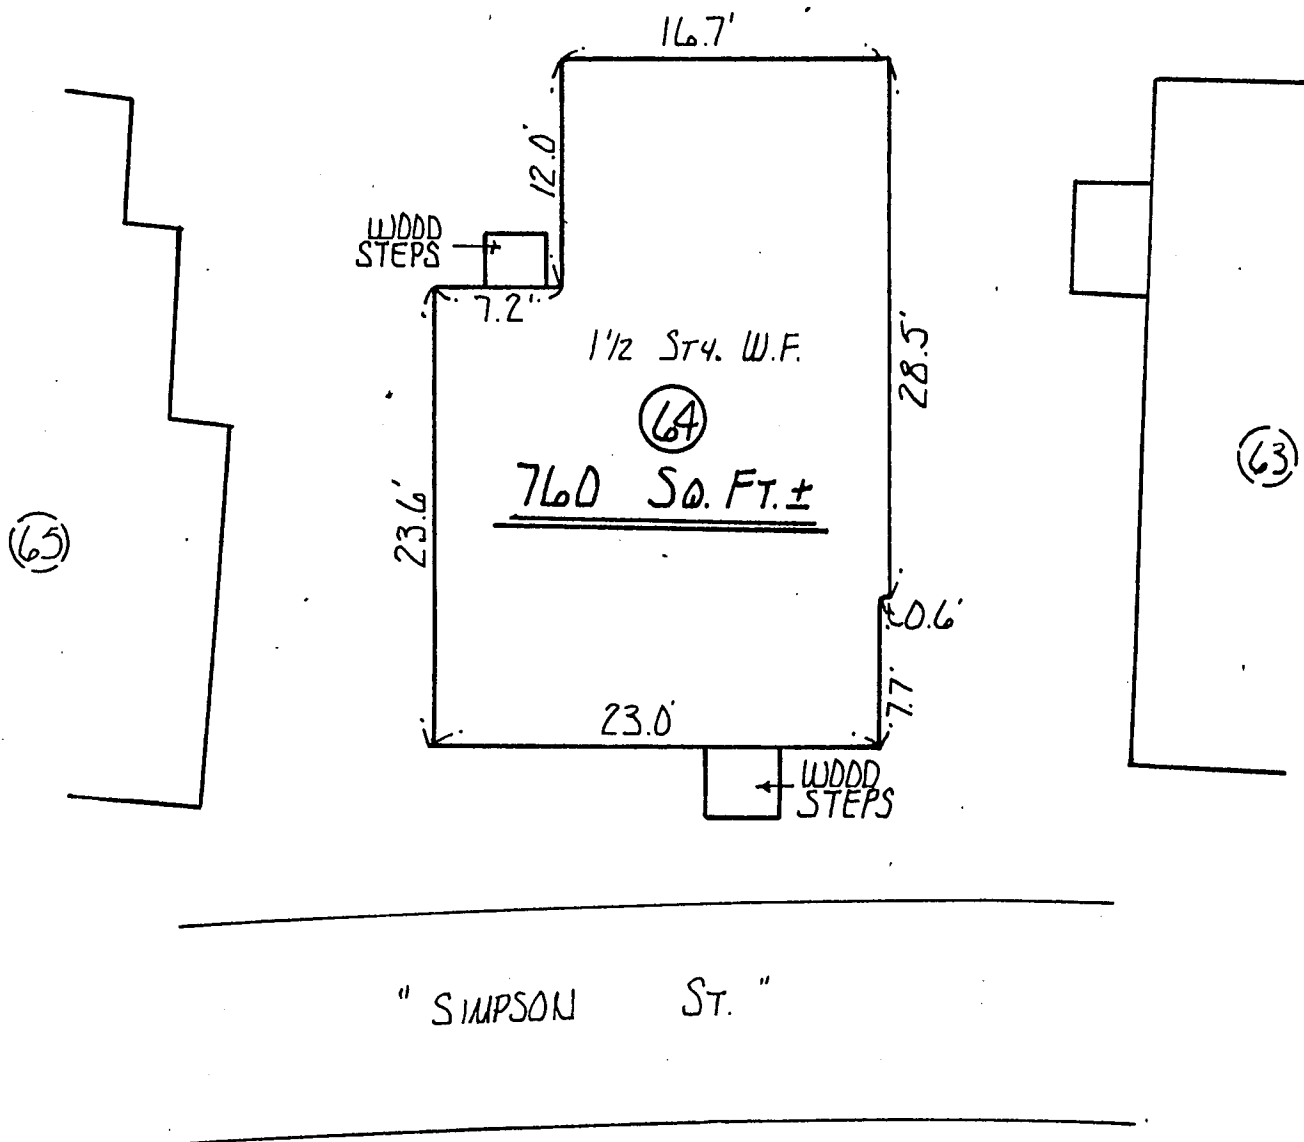 16.7'
12.0'
WOOD
STEPS
7.2'
1 1/2 STY. W.F.
28.5'
64
760 SQ. FT. ±
23.6'
65
63
0.6'
7.7'
23.0'
WOOD
STEPS
" SIMPSON ST. "